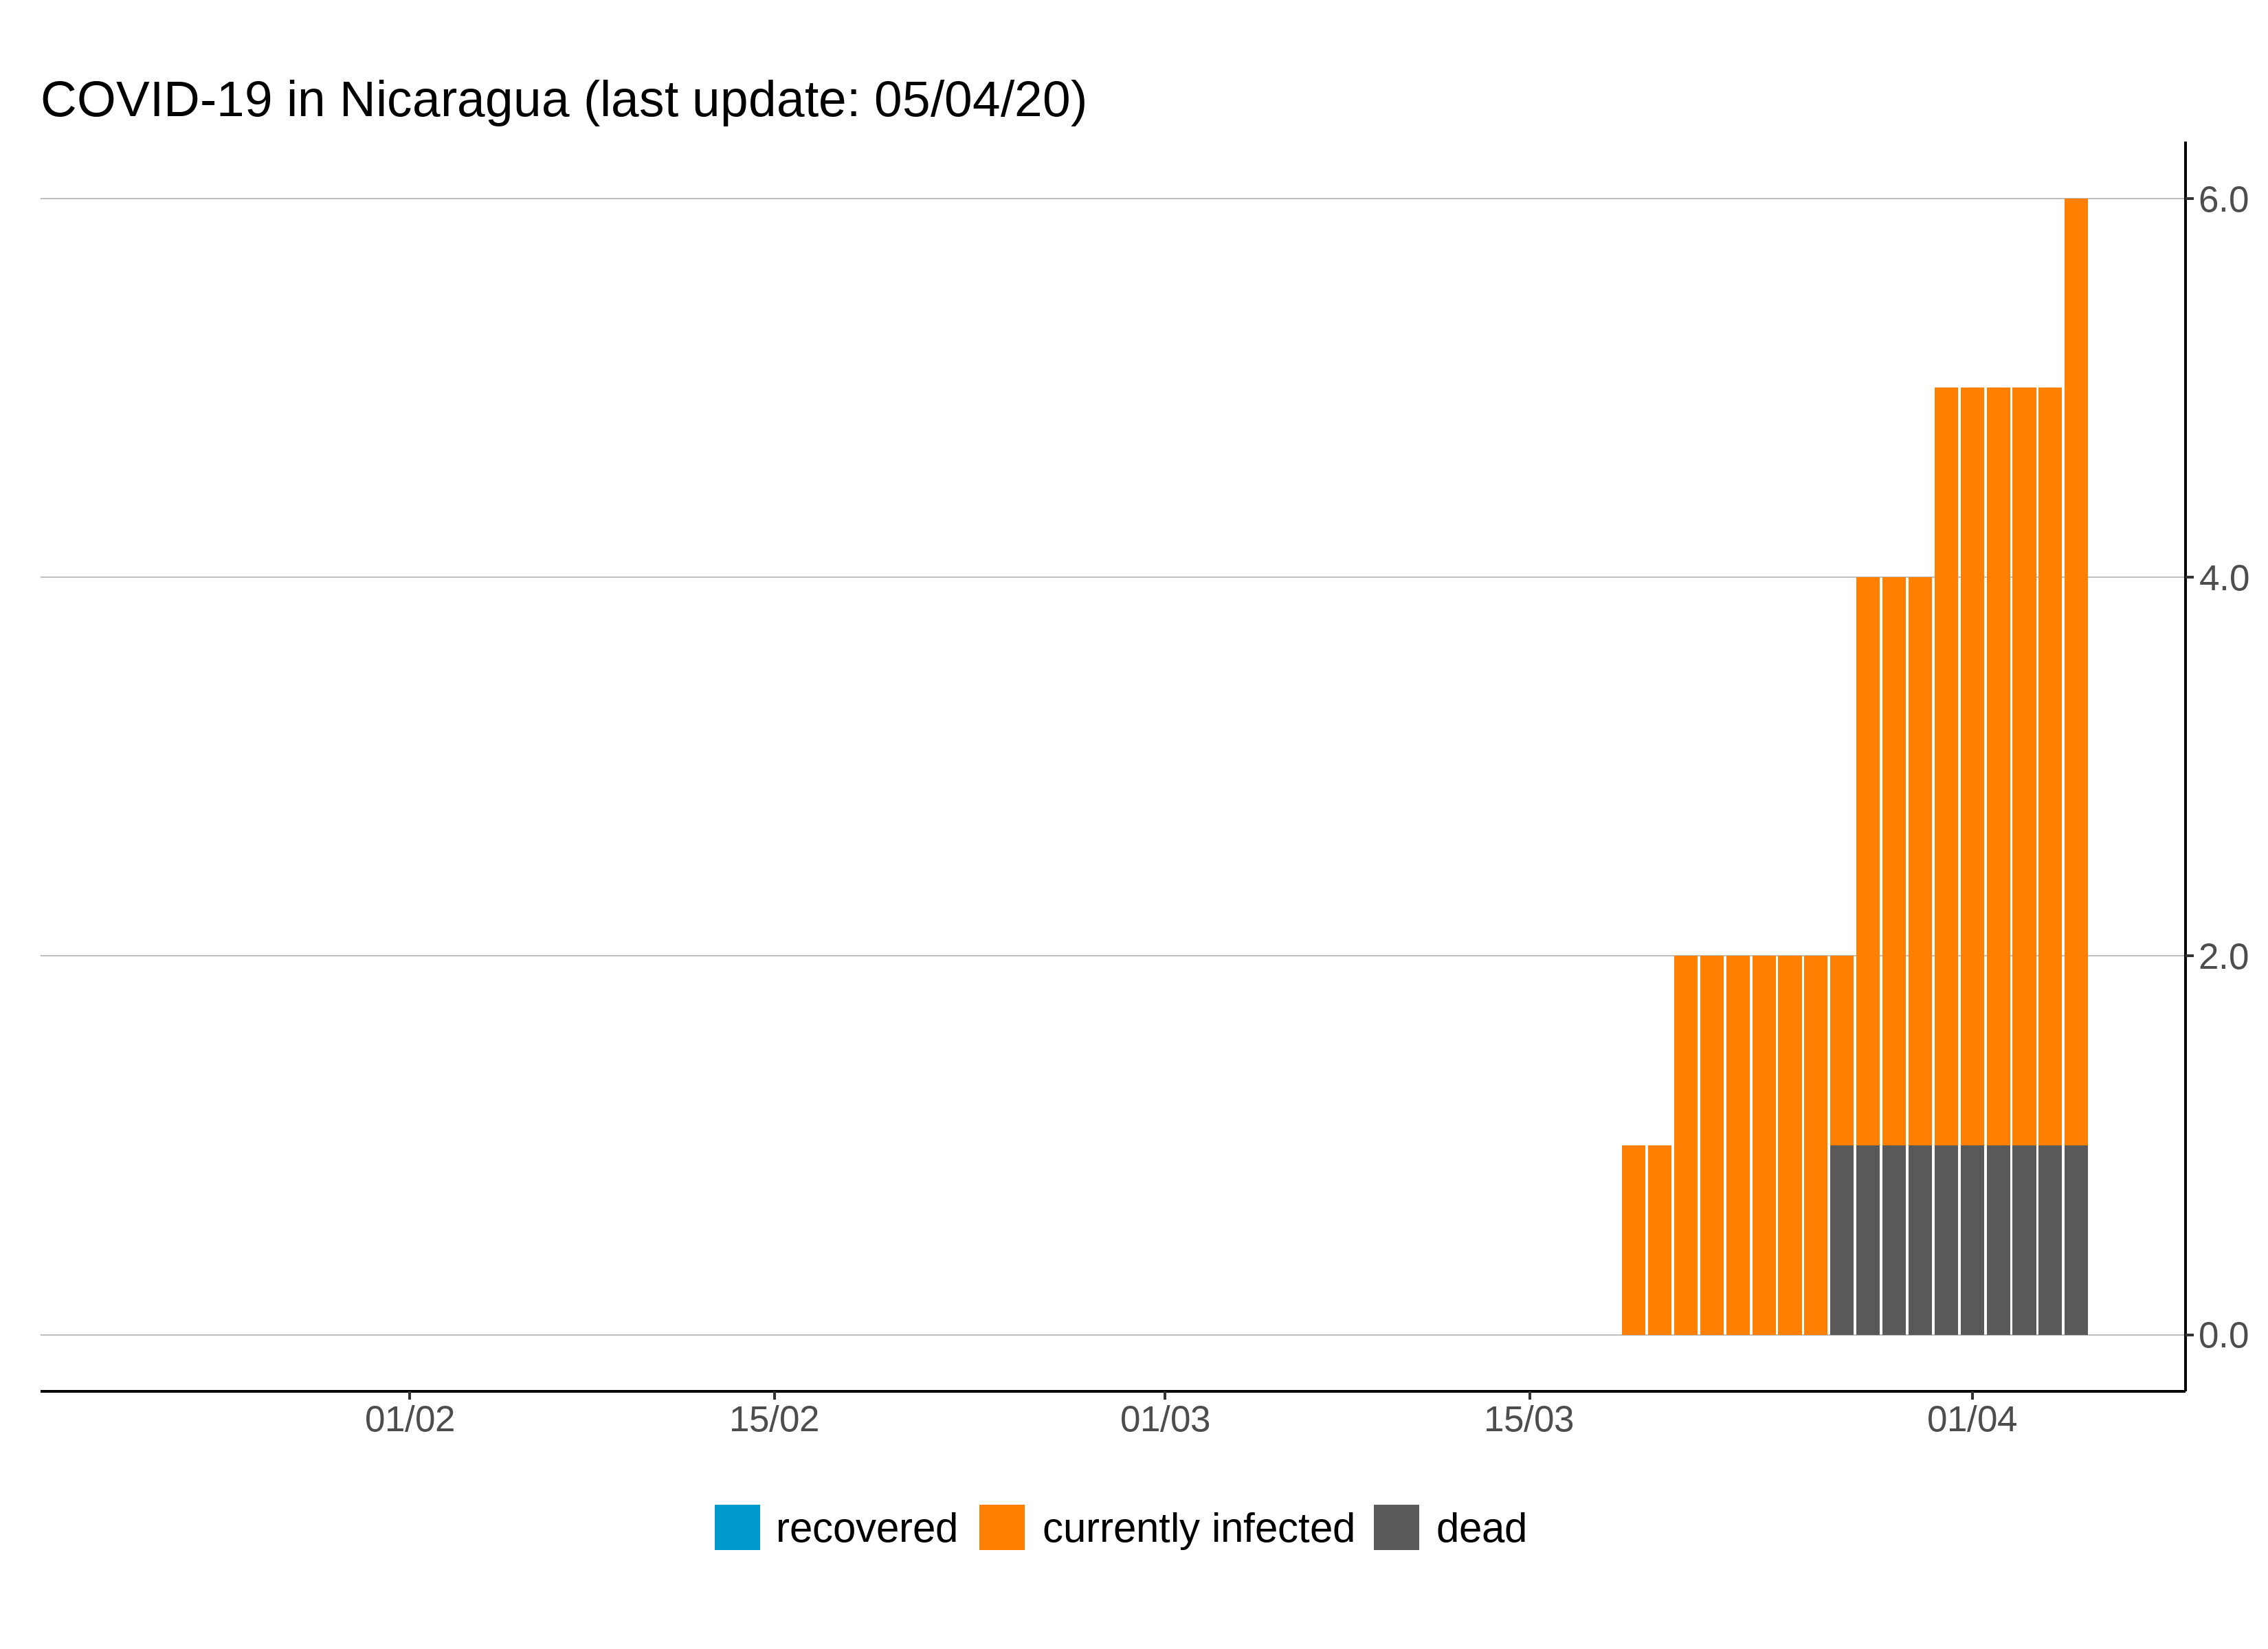 COVID-19 in Nicaragua (last update: 05/04/20)
6.0
4.0
2.0
0.0
01/02 15/02 01/03 15/03 01/04
recovered currently infected dead